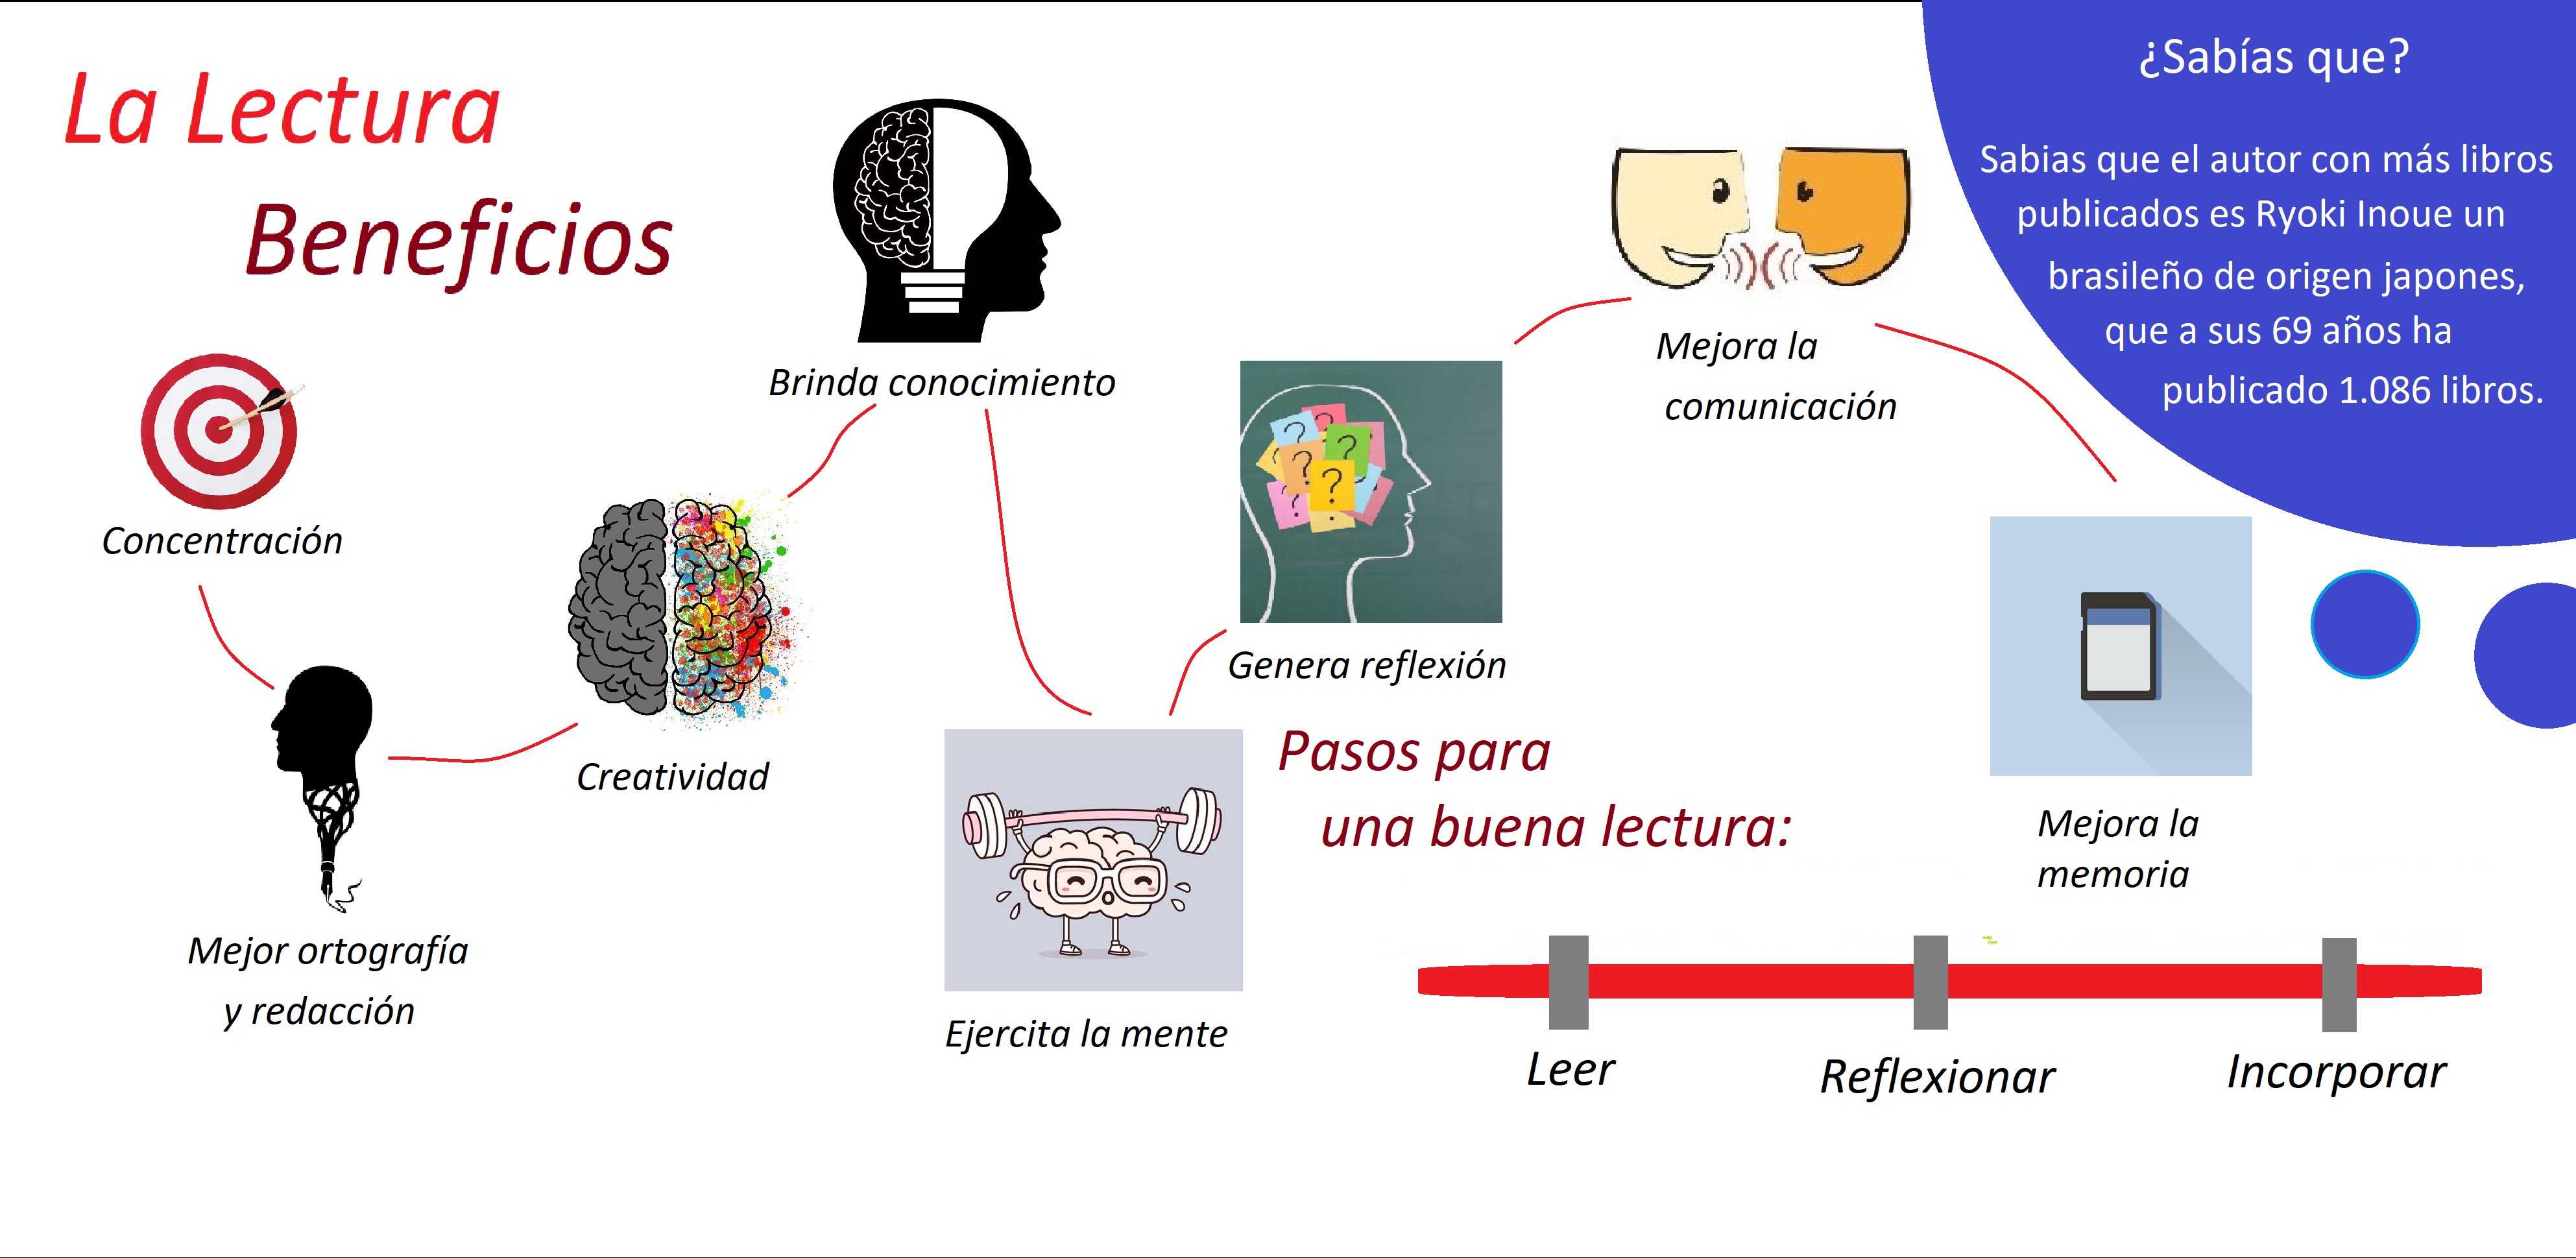 La Lectura
Beneficios
Concentración
Mejor ortografía
y redacción
Creatividad
Brinda conocimiento
Ejercita la mente
Genera reflexión
Mejora la
comunicación
Mejora la
memoria
¿Sabías que?
Sabias que el autor con más libros
publicados es Ryoki Inoue un
brasileño de origen japones,
que a sus 69 años ha
publicado 1.086 libros.
Pasos para
una buena lectura:
Leer
Reflexionar
Incorporar